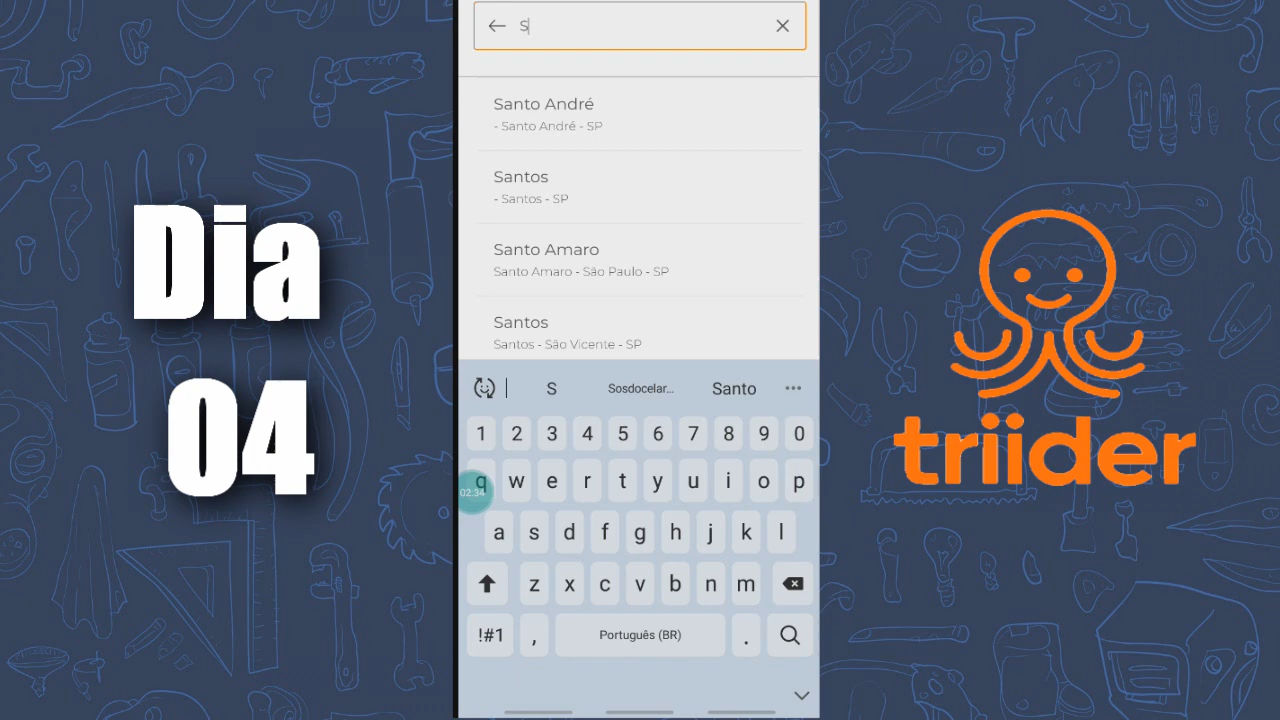 Dia
04
S
Santo André
- Santo André - SP
Santos
- Santos - SP
Santo Amaro
Santo Amaro - São Paulo - SP
Santos
Santos - São Vicente - SP
S Sosdocelar... Santo ...
1 2 3 4 5 6 7 8 9 0
q w e r t y u i o p
02:34
a s d f g h j k l
z x c v b n m
!#1 , Português (BR) .
triider